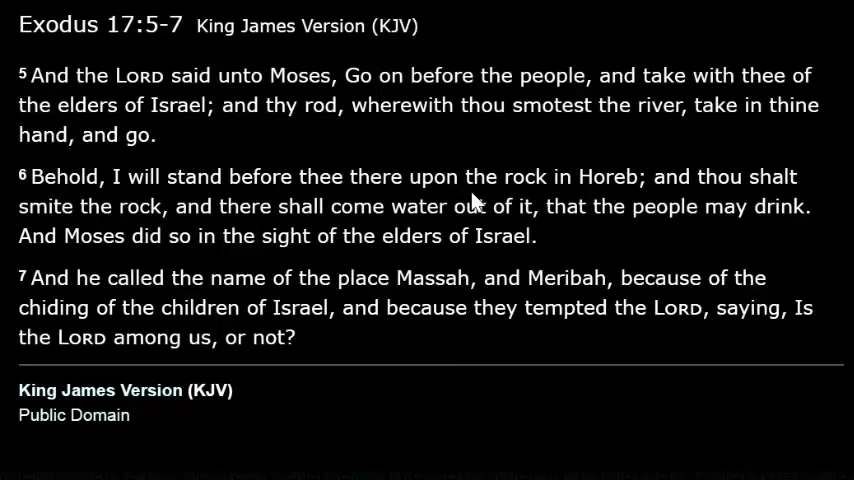 Exodus 17:5-7 King James Version (KJV)
5 And the LORD said unto Moses, Go on before the people, and take with thee of
the elders of Israel; and thy rod, wherewith thou smotest the river, take in thine
hand, and go.
6 Behold, I will stand before thee there upon the rock in Horeb; and thou shalt
smite the rock, and there shall come water out of it, that the people may drink.
And Moses did so in the sight of the elders of Israel.
7 And he called the name of the place Massah, and Meribah, because of the
chiding of the children of Israel, and because they tempted the LORD, saying, Is
the LORD among us, or not?
King James Version (KJV)
Public Domain